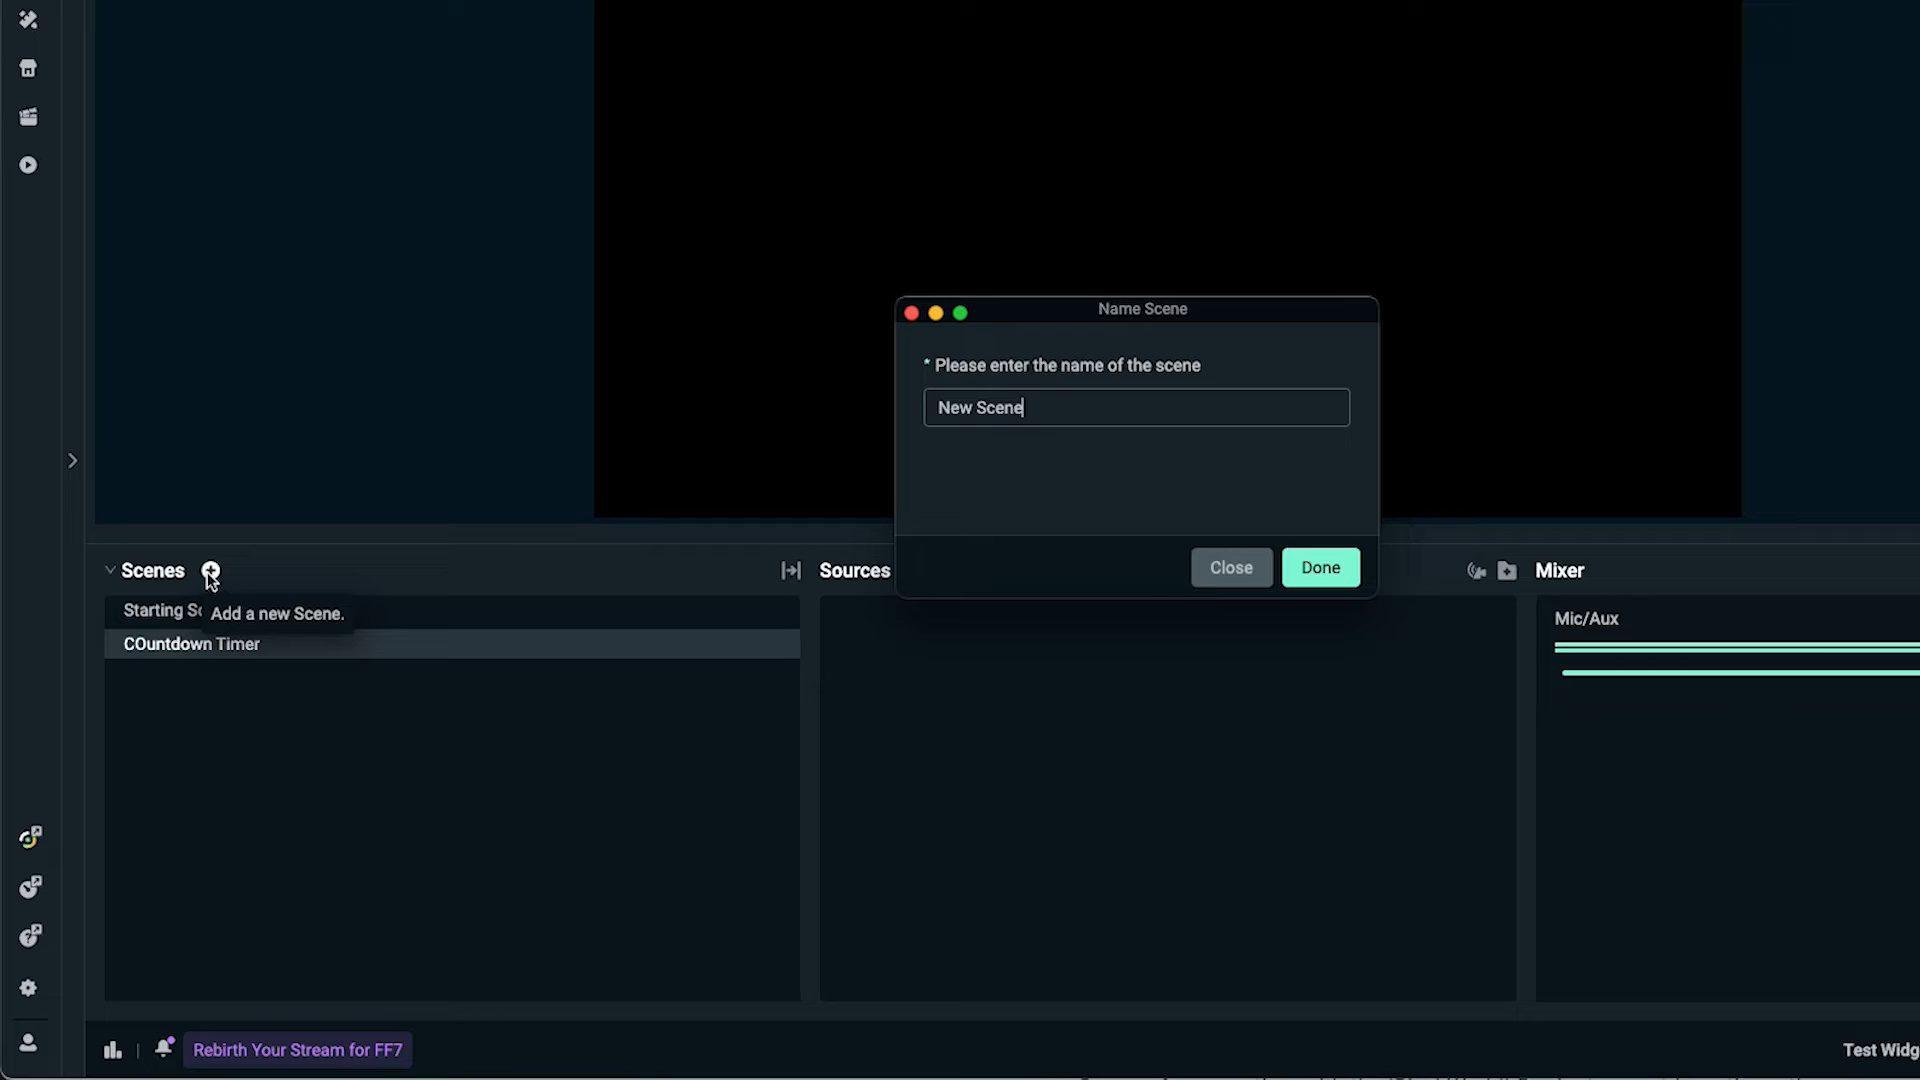 Name Scene
* Please enter the name of the scene
New Scene
Close
Done
Scenes
Sources
Mixer
Starting Sc
Add a new Scene.
COuntdown Timer
Mic/Aux
Rebirth Your Stream for FF7
Test Widg